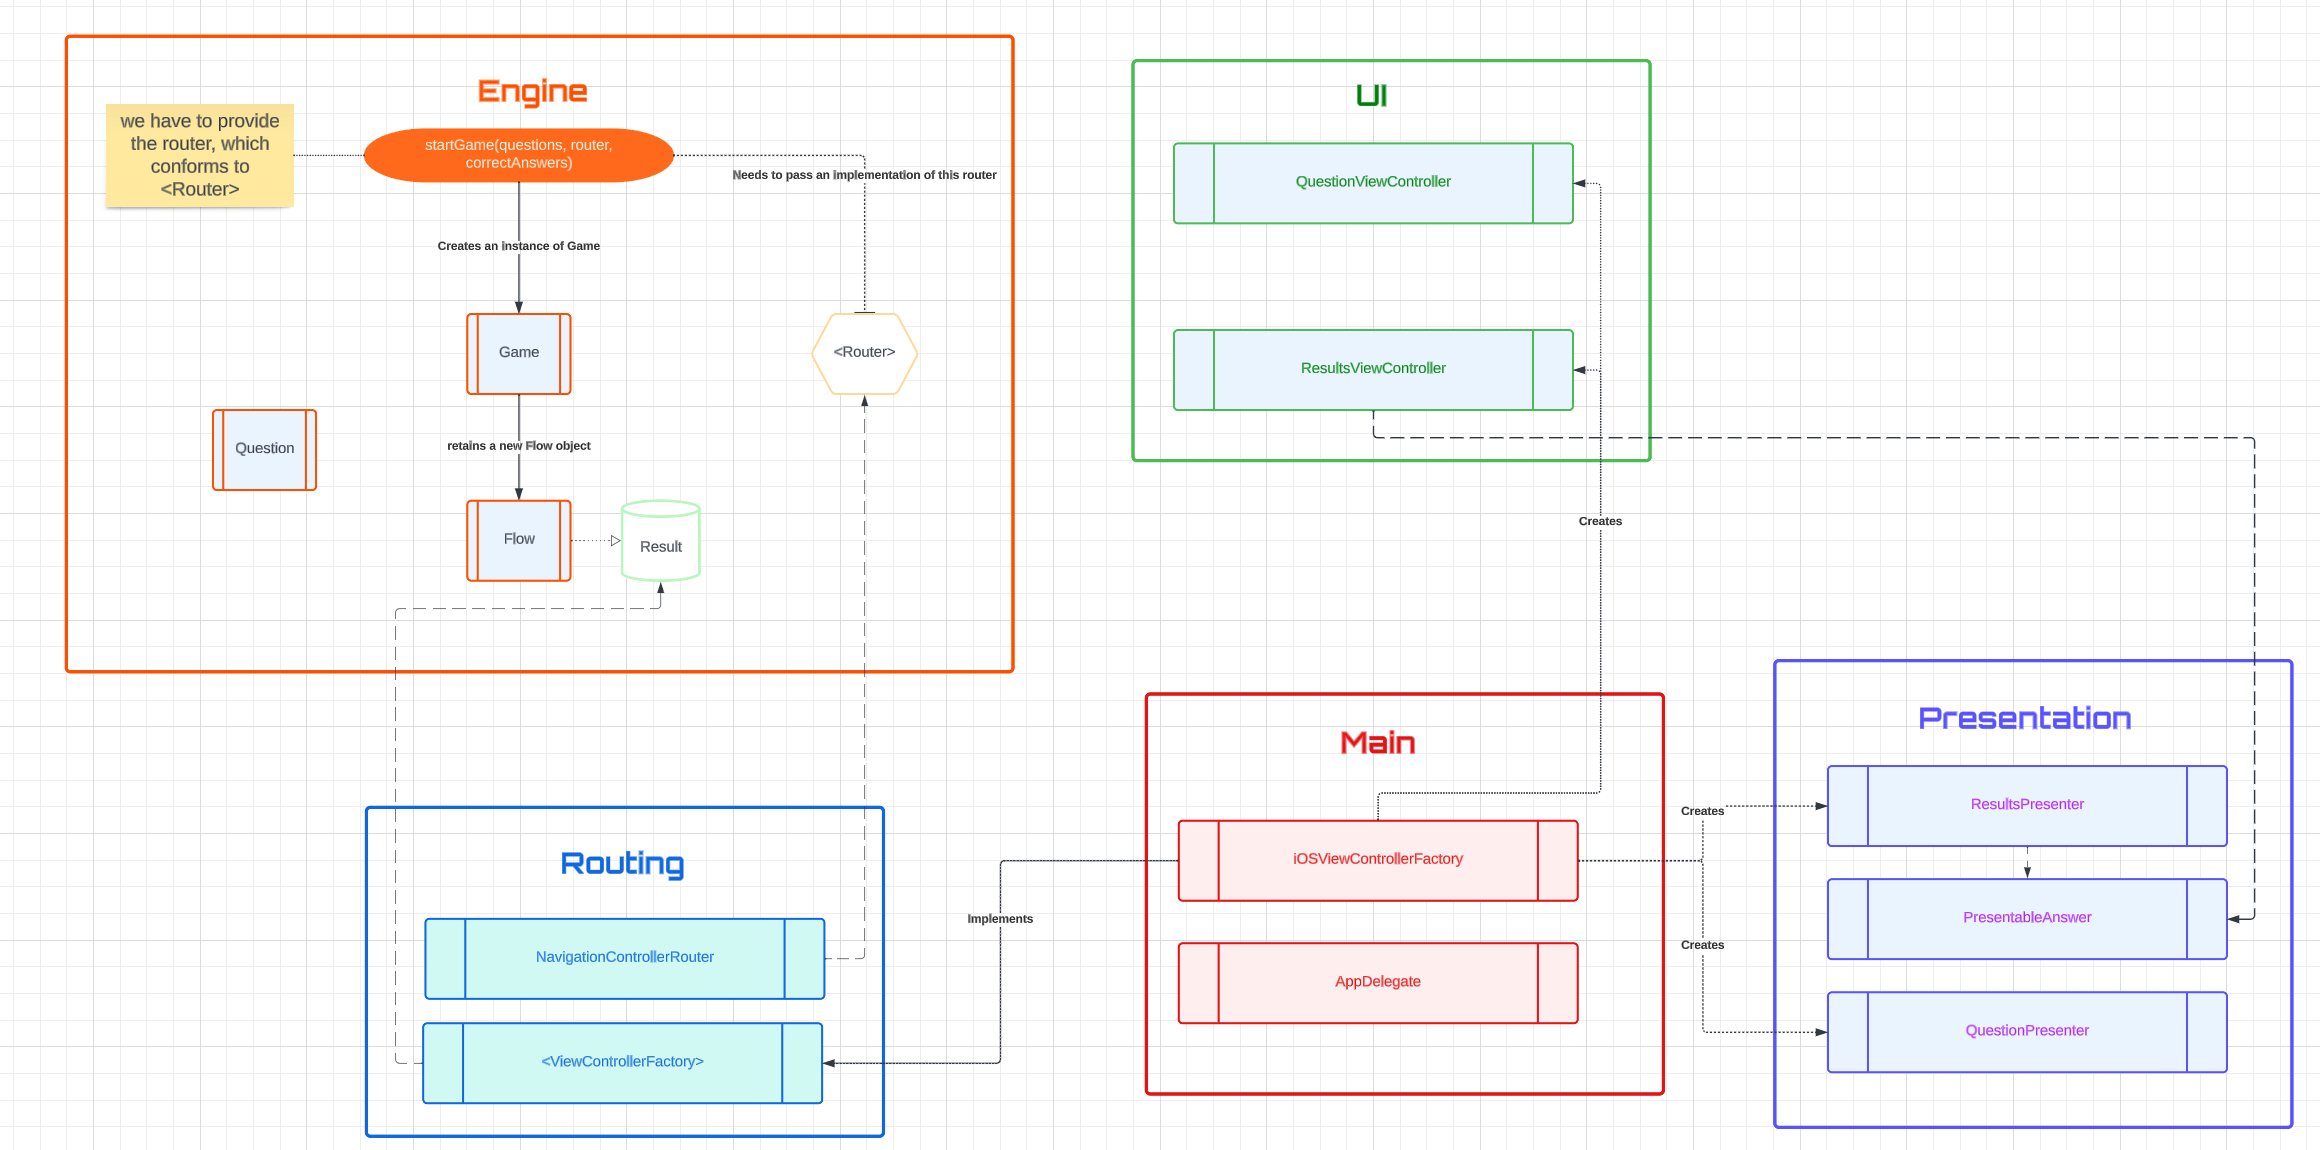 Engine
we have to provide
the router, which
conforms to
<Router>
startGame(questions, router,
correctAnswers)
Needs to pass an implementation of this router
Creates an instance of Game
Game
<Router>
Question
retains a new Flow object
Flow
Result
UI
QuestionViewController
ResultsViewController
Creates
Routing
NavigationControllerRouter
<ViewControllerFactory>
Implements
Main
iOSViewControllerFactory
AppDelegate
Creates
Creates
Presentation
ResultsPresenter
PresentableAnswer
QuestionPresenter